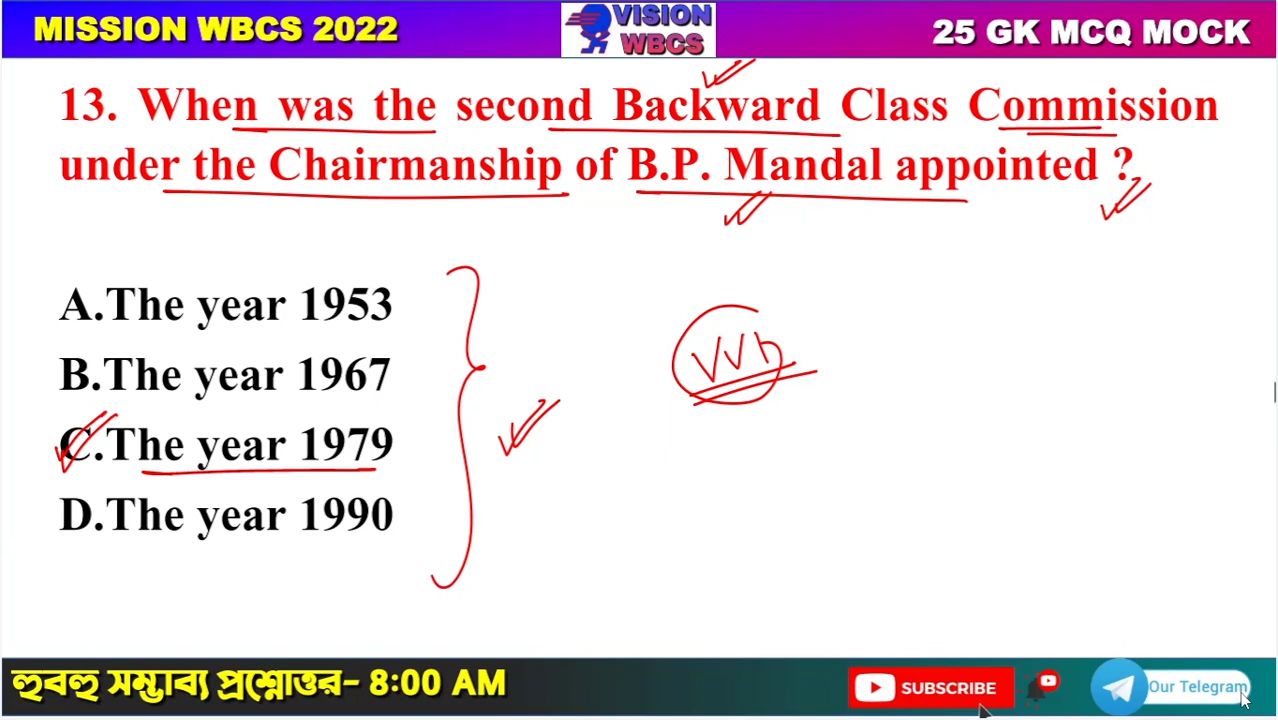 MISSION WBCS 2022
VISION
WBCS
25 GK MCQ MOCK
13. When was the second Backward Class Commission
under the Chairmanship of B.P. Mandal appointed ?
A.The year 1953
B.The year 1967
C.The year 1979
D.The year 1990
হুবহু সম্ভাব্য প্রশ্নোত্তর- 8:00 AM
SUBSCRIBE
Our Telegram